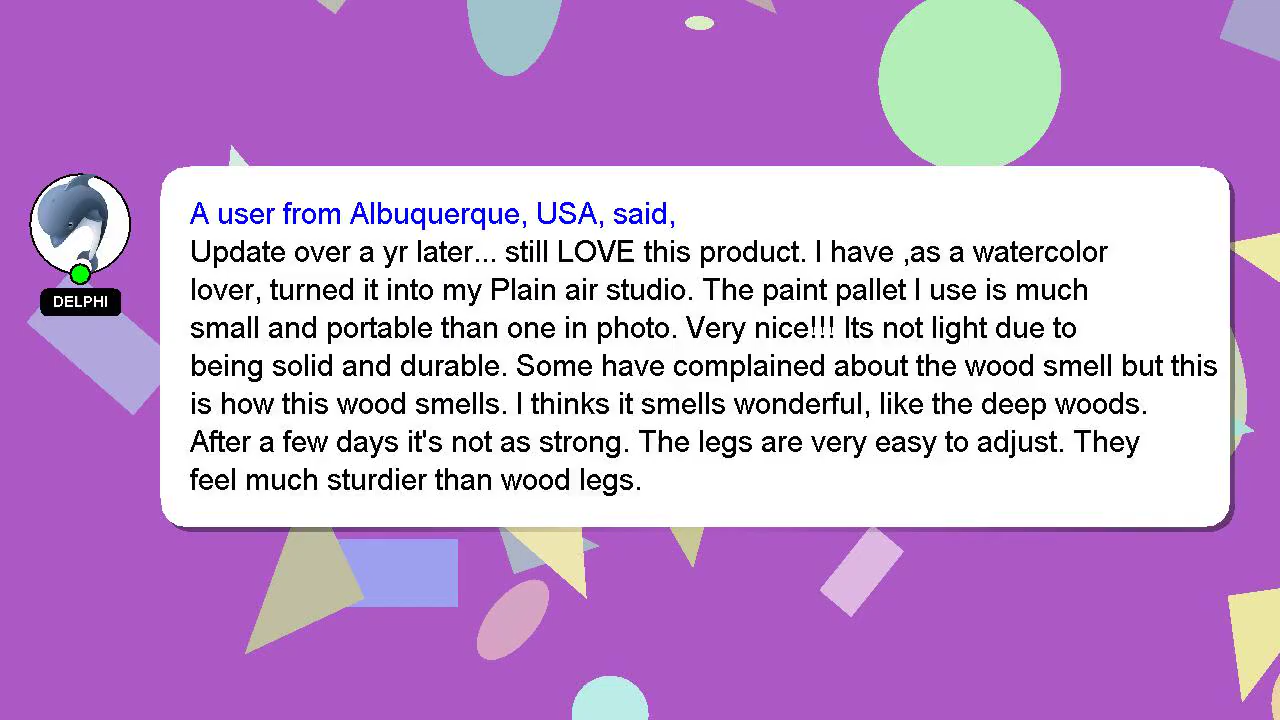 A user from Albuquerque, USA, said,
Update over a yr later... still LOVE this product. I have ,as a watercolor
lover, turned it into my Plain air studio. The paint pallet I use is much
small and portable than one in photo. Very nice!!! Its not light due to
being solid and durable. Some have complained about the wood smell but this
is how this wood smells. I thinks it smells wonderful, like the deep woods.
After a few days it's not as strong. The legs are very easy to adjust. They
feel much sturdier than wood legs.
DELPHI